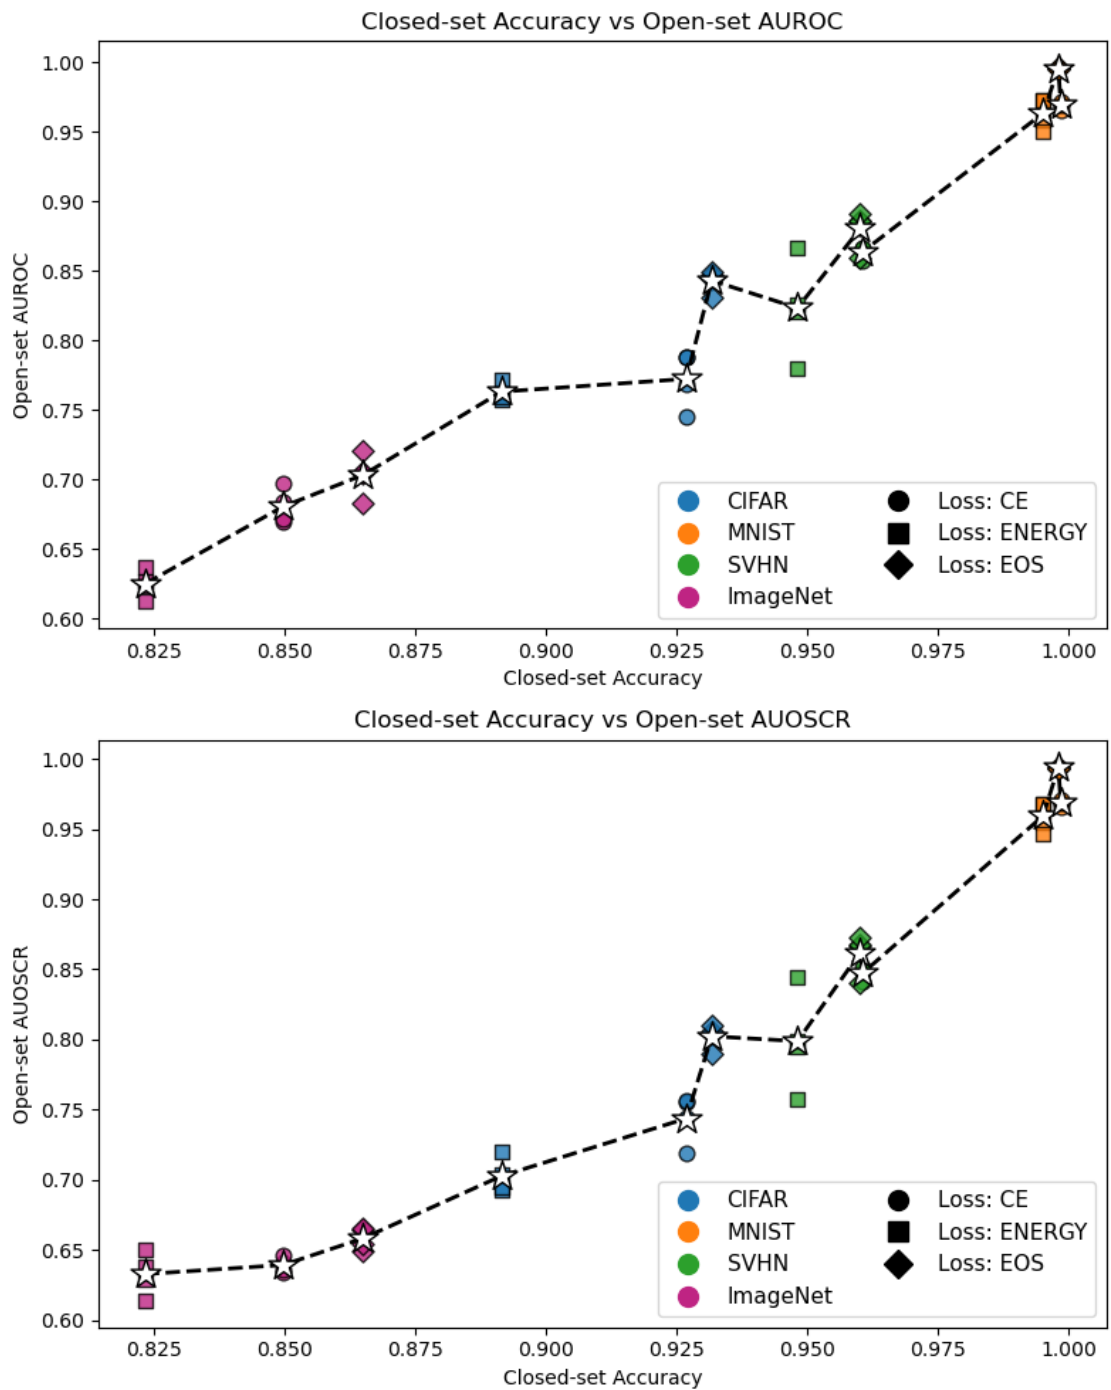 Closed-set Accuracy vs Open-set AUROC
1.00
0.95
0.90
0.85
0.80
0.75
0.70
0.65
0.60
Open-set AUROC
CIFAR
MNIST
SVHN
ImageNet
Loss: CE
Loss: ENERGY
Loss: EOS
0.825 0.850 0.875 0.900 0.925 0.950 0.975 1.000
Closed-set Accuracy
Closed-set Accuracy vs Open-set AUOSCR
1.00
0.95
0.90
0.85
0.80
0.75
0.70
0.65
0.60
Open-set AUOSCR
CIFAR
MNIST
SVHN
ImageNet
Loss: CE
Loss: ENERGY
Loss: EOS
0.825 0.850 0.875 0.900 0.925 0.950 0.975 1.000
Closed-set Accuracy